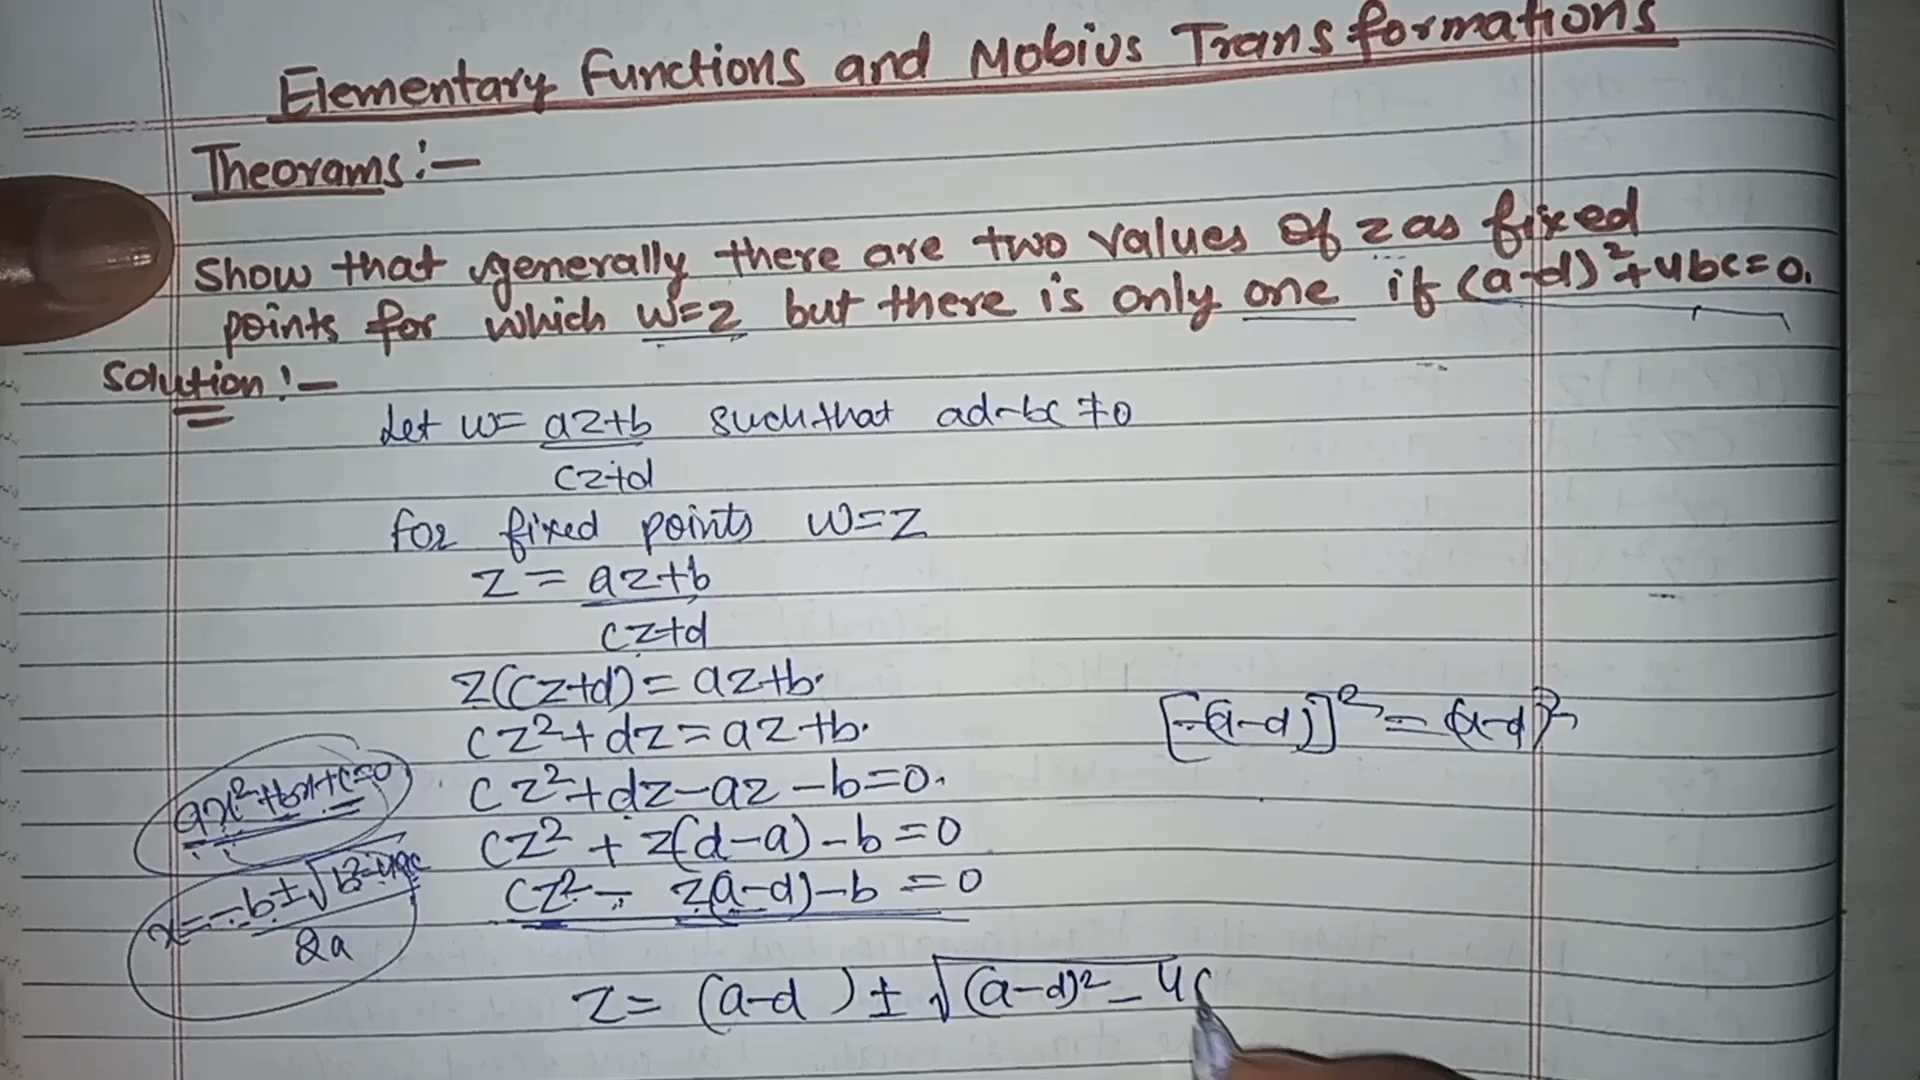 Elementary Functions and Mobius Transformations
Theorams:-
Show that generally there are two values of z as fixed
points for which w=z but there is only one if (a-d)²+4bc=0.
Solution:-
Let w= az+b such that ad-bc≠0
cz+d
for fixed points w=z
z = az+b
cz+d
z(cz+d)= az+b.
cz²+dz=az+b.
[-(a-d)]²=(a-d)²
cz²+dz-az-b=0.
ax²+bx+c=0
cz²+z(d-a)-b=0
cz²- z(a-d)-b=0
x=-b±√b²-4ac
2a
z= (a-d)±√(a-d)²-4c